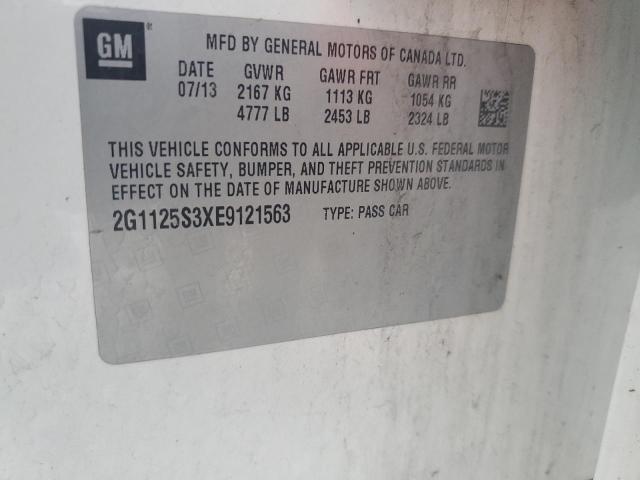 GM
MFD BY GENERAL MOTORS OF CANADA LTD.
DATE GVWR GAWR FRT GAWR RR
07/13 2167 KG 1113 KG 1054 KG
4777 LB 2453 LB 2324 LB
THIS VEHICLE CONFORMS TO ALL APPLICABLE U.S. FEDERAL MOTOR
VEHICLE SAFETY, BUMPER, AND THEFT PREVENTION STANDARDS IN
EFFECT ON THE DATE OF MANUFACTURE SHOWN ABOVE.
2G1125S3XE9121563 TYPE: PASS CAR